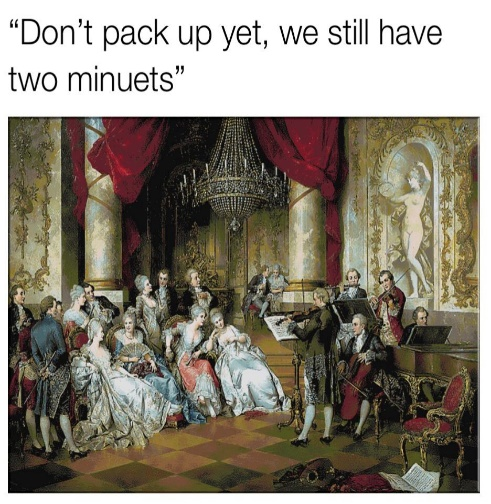 “Don’t pack up yet, we still have
two minuets”